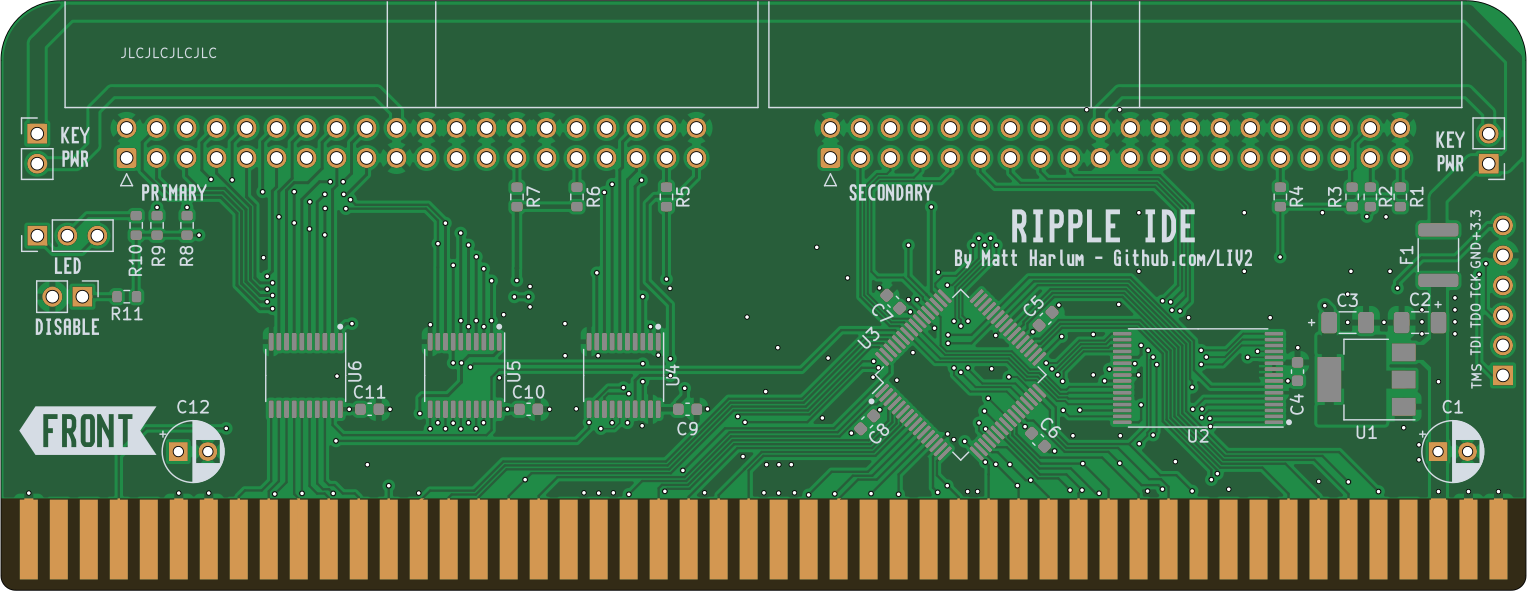 JLCJLCJLCJLC
KEY
PWR
KEY
PWR
PRIMARY
SECONDARY
R7
R6
R5
R4
R3
R2
R1
R10
R9
R8
RIPPLE IDE
By Matt Harlum - Github.com/LIV2
LED
R11
DISABLE
F1
TMS TDI TDO TCK GND +3.3
C7
C5
U3
C3
C2
+
+
U6
U5
U4
C11
C10
C9
C8
C6
C4
U2
U1
FRONT
C12
+
C1
+